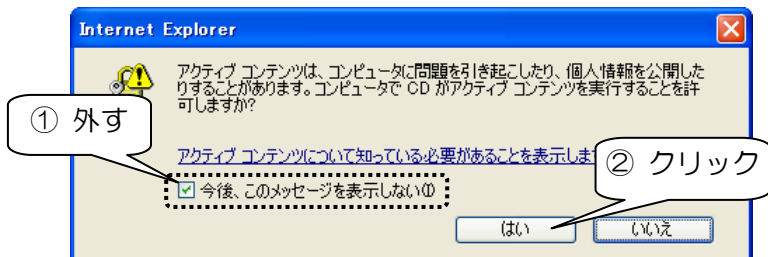 Internet Explorer
アクティブ コンテンツは、コンピュータに問題を引き起こしたり、個人情報を公開した
りすることがあります。コンピュータで CD がアクティブ コンテンツを実行することを許
可しますか?
① 外す
アクティブ コンテンツについて知っている必要があることを表示しま
② クリック
今後、このメッセージを表示しない(I)
はい
いいえ